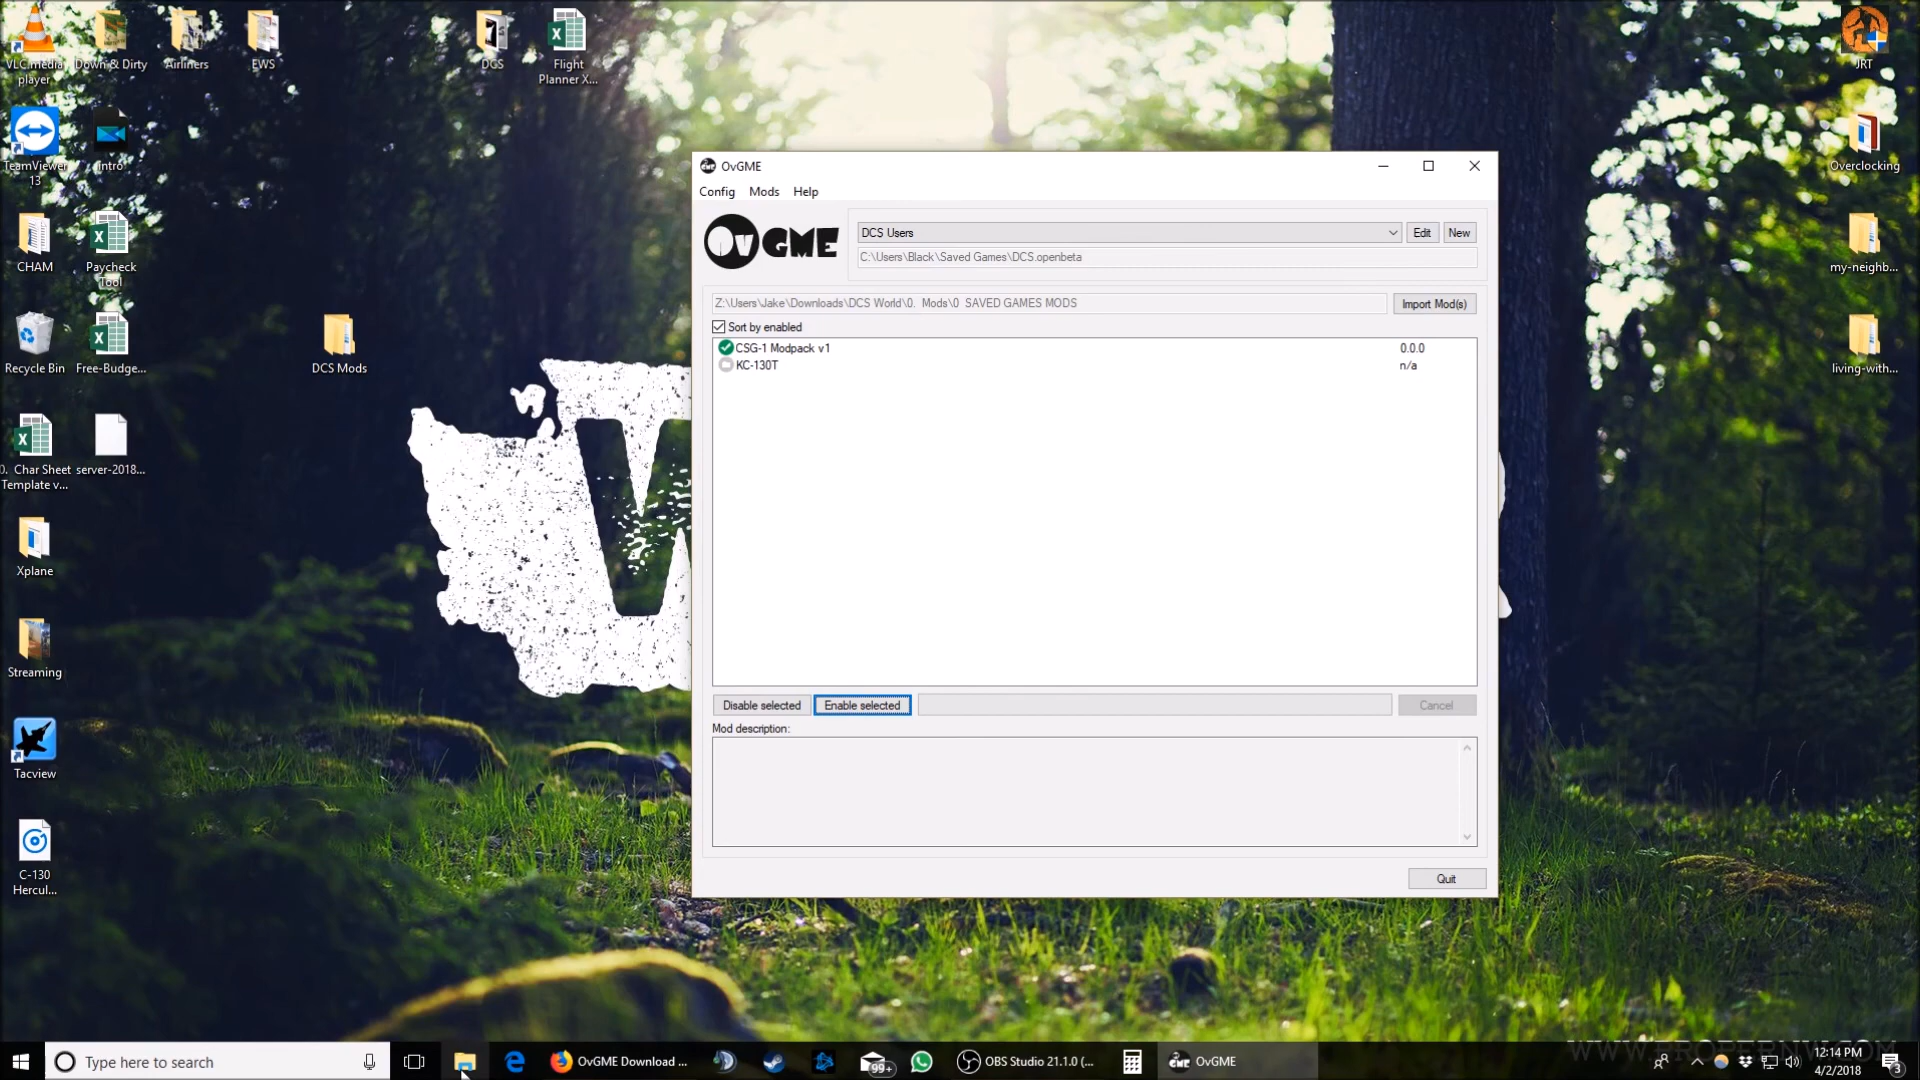 VLC media player
Down & Dirty
Airliners
EWS
DCS
Flight Planner X...
JRT
TeamViewer 13
Intro
Overclocking
CHAM
Paycheck Tool
my-neighb...
Recycle Bin
Free-Budge...
DCS Mods
living-with...
0. Char Sheet Template v...
server-2018...
Xplane
Streaming
Tacview
C-130 Hercul...
OvGME
Config Mods Help
OvGME
DCS Users
Edit
New
C:\Users\Black\Saved Games\DCS.openbeta
Z:\Users\Jake\Downloads\DCS World\0. Mods\0 SAVED GAMES MODS
Import Mod(s)
Sort by enabled
CSG-1 Modpack v1 0.0.0
KC-130T n/a
Disable selected
Enable selected
Cancel
Mod description:
Quit
WWW.PROPERNW.COM
Type here to search
OvGME Download ...
99+
OBS Studio 21.1.0 (...
OvGME
12:14 PM
4/2/2018
3